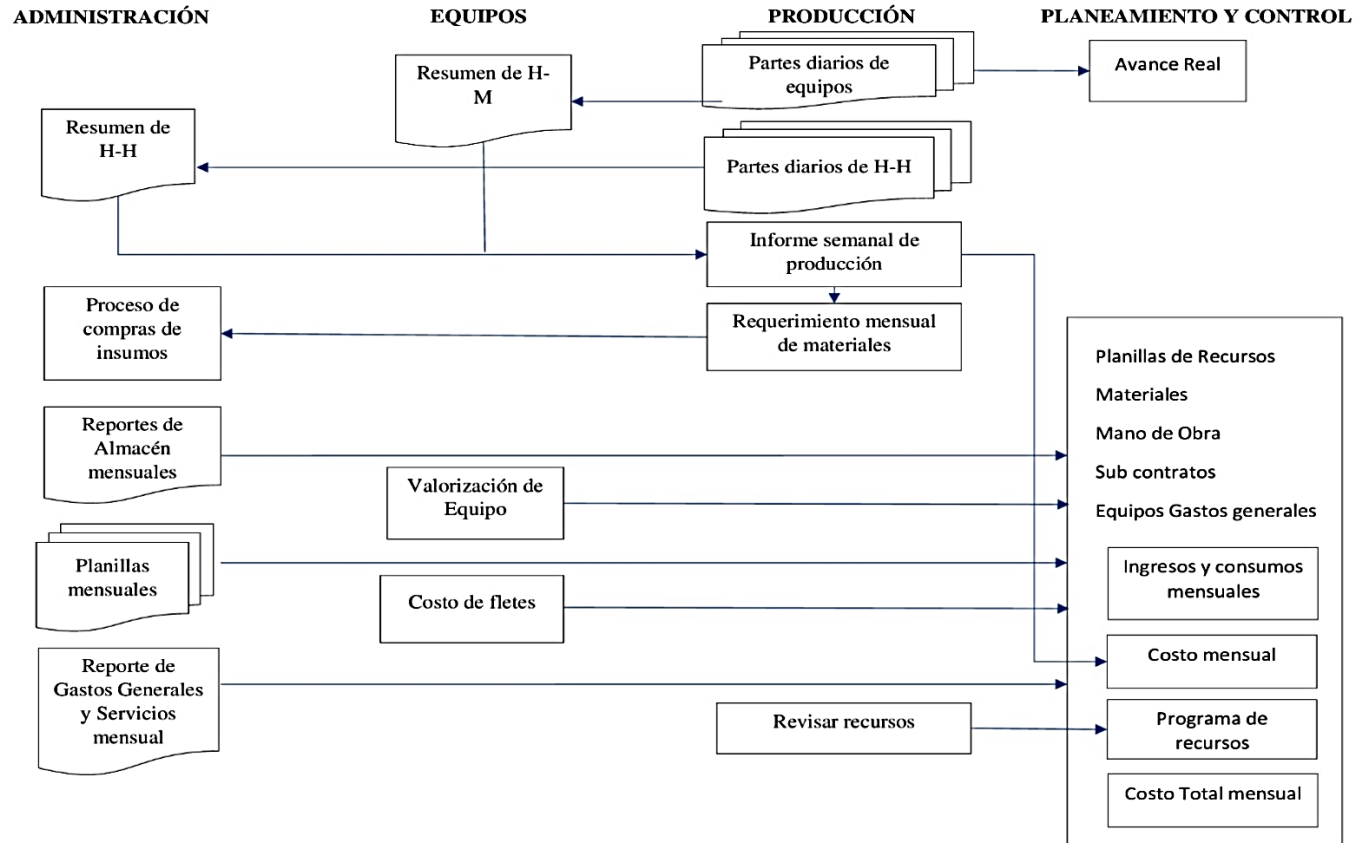 ADMINISTRACIÓN
EQUIPOS
PRODUCCIÓN
PLANEAMIENTO Y CONTROL
Resumen de H-
M
Partes diarios de
equipos
Avance Real
Resumen de
H-H
Partes diarios de H-H
Informe semanal de
producción
Proceso de
compras de
insumos
Requerimiento mensual
de materiales
Planillas de Recursos
Materiales
Mano de Obra
Sub contratos
Equipos Gastos generales
Reportes de
Almacén
mensuales
Valorización de
Equipo
Planillas
mensuales
Costo de fletes
Ingresos y consumos
mensuales
Reporte de
Gastos Generales
y Servicios
mensual
Costo mensual
Revisar recursos
Programa de
recursos
Costo Total mensual